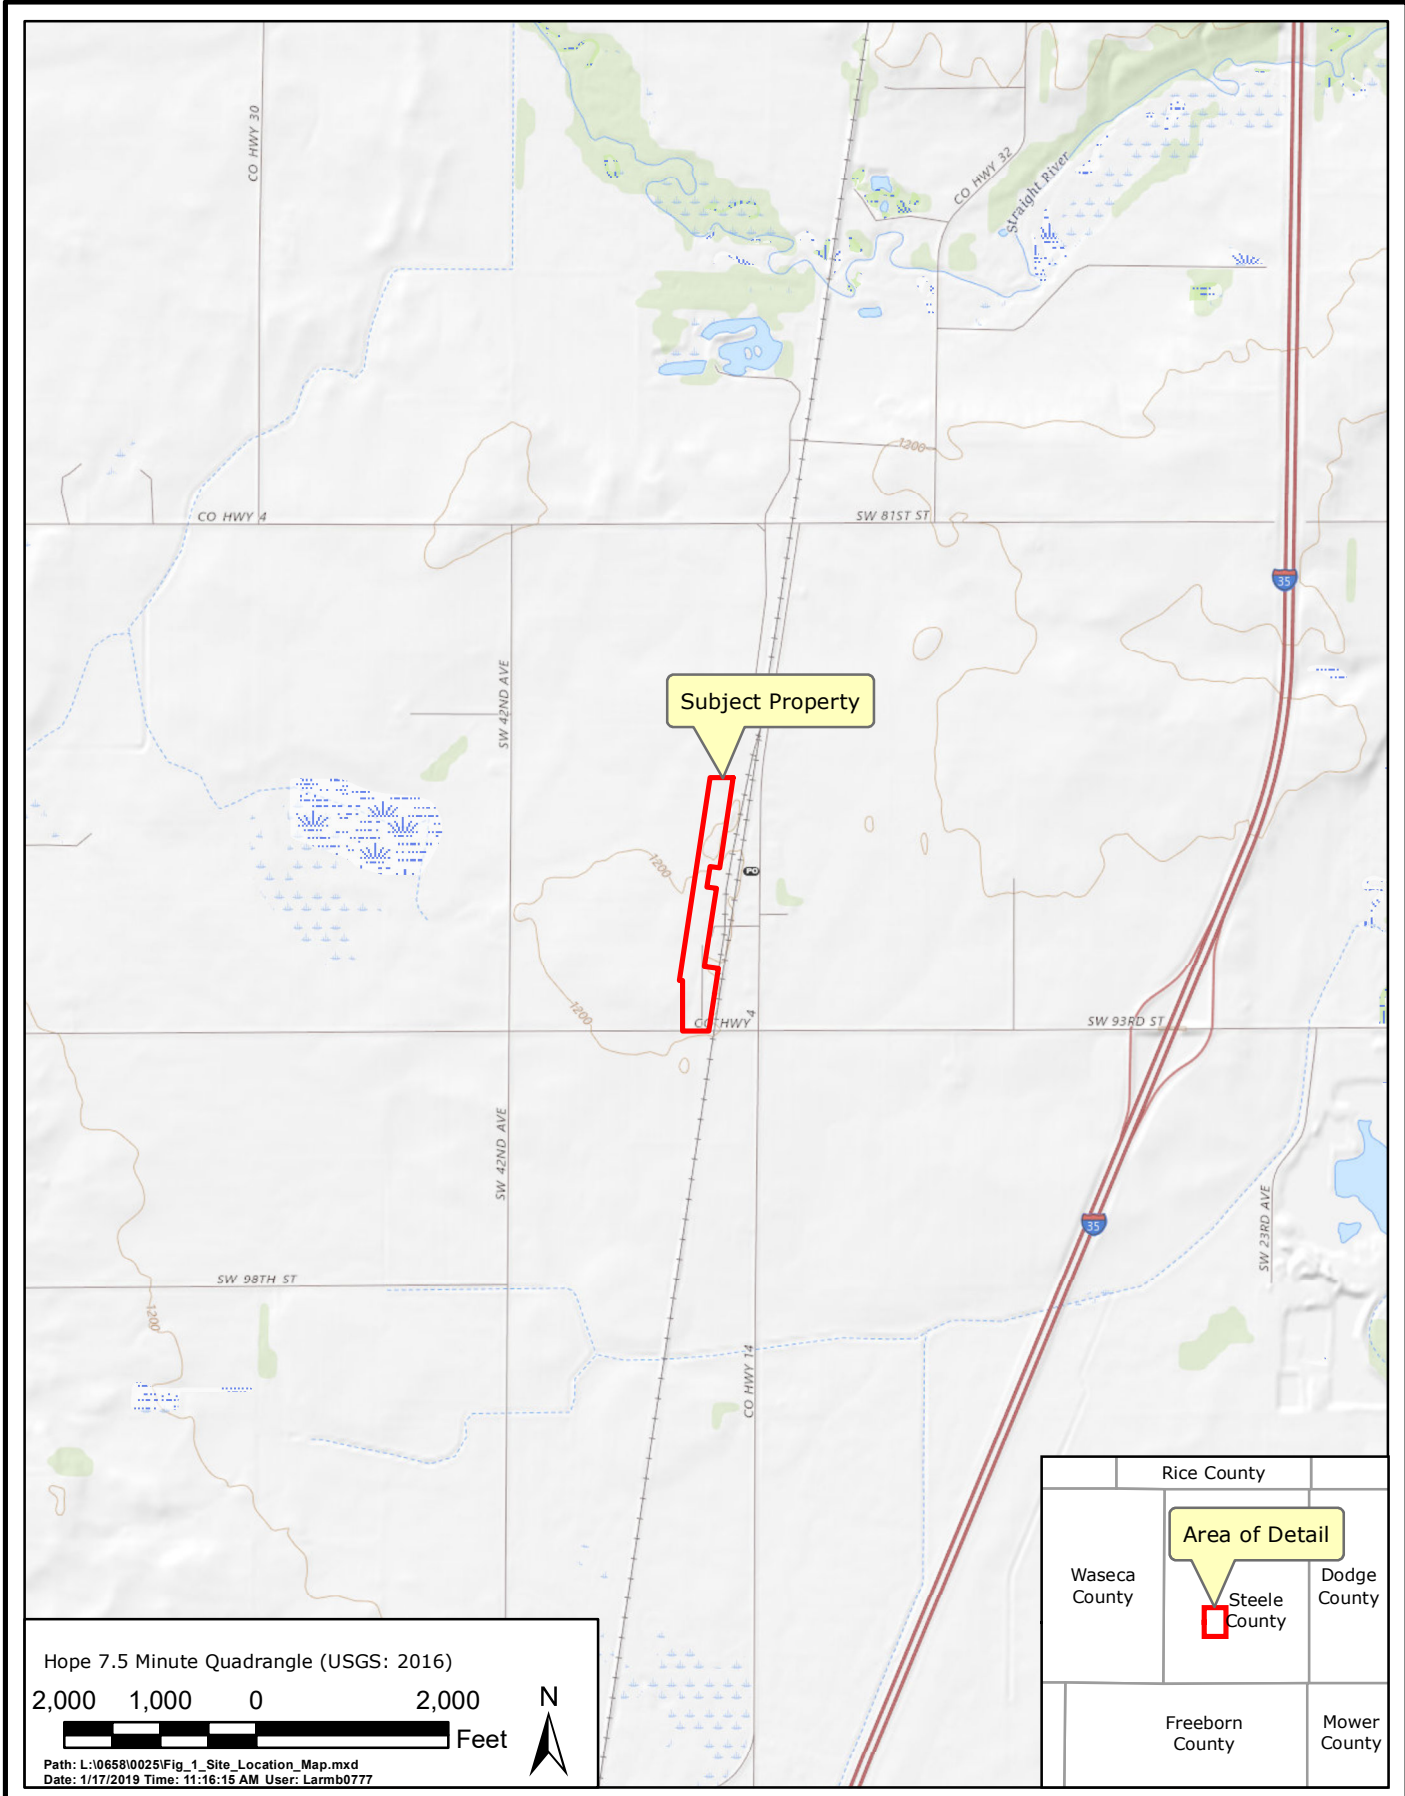 CO HWY 30
CO HWY 32
Straight River
1200
CO HWY 4
SW 81ST ST
35
SW 42ND AVE
Subject Property
PO
1200
1200
CO HWY 4
SW 93RD ST
SW 42ND AVE
35
SW 23RD AVE
SW 98TH ST
1200
CO HWY 14
Rice County
Area of Detail
Waseca
County
Steele
County
Dodge
County
Freeborn
County
Mower
County
Hope 7.5 Minute Quadrangle (USGS: 2016)
2,000 1,000 0 2,000
Feet
N
Path: L:\0658\0025\Fig_1_Site_Location_Map.mxd
Date: 1/17/2019 Time: 11:16:15 AM User: Larmb0777